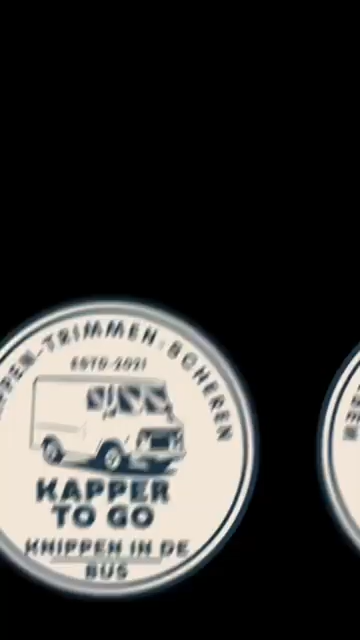 TRIMMEN-SCHEREN
ESTD-2021
KAPPER
TO GO
KNIPPEN IN DE
BUS